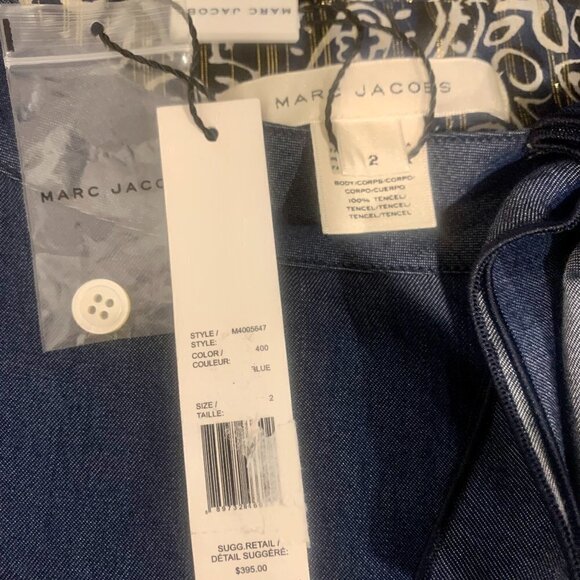 MARC JACOBS
MARC JACOBS
2
BODY/CORPS/CORPO/
CORPO/CUERPO
100% TENCEL/
TENCEL/TENCEL/
TENCEL/TENCEL
MARC JACO
STYLE / M4005647
STYLE:
COLOR / 400
COULEUR: BLUE
SIZE / 2
TAILLE:
SUGG.RETAIL /
DÉTAIL SUGGÉRÉ:
$395.00